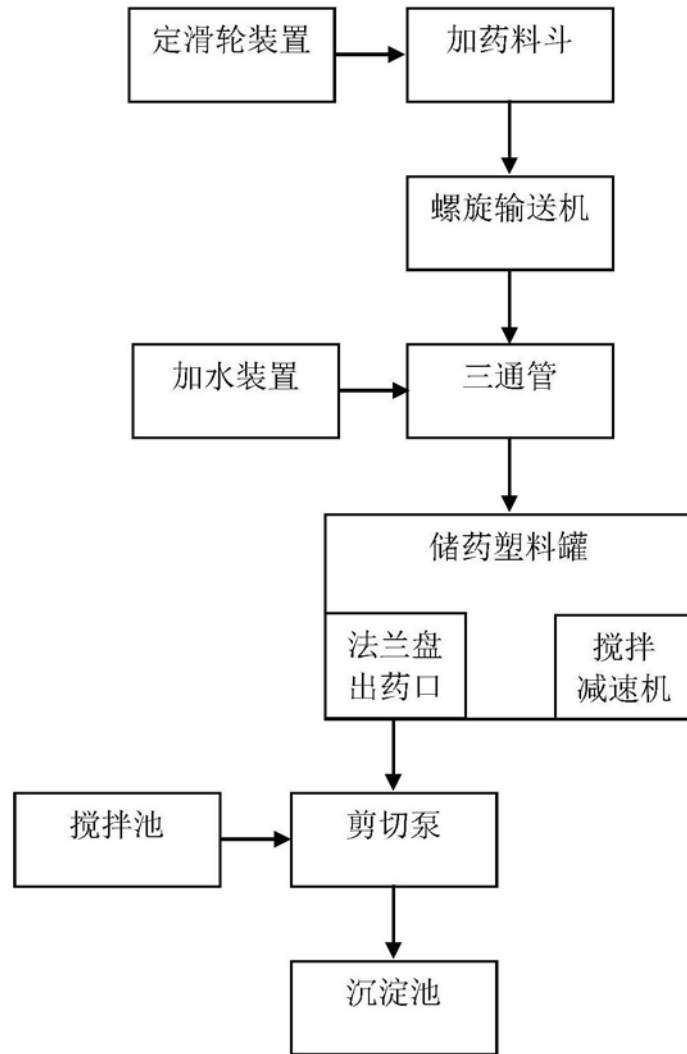 定滑轮装置
加药料斗
螺旋输送机
加水装置
三通管
储药塑料罐
法兰盘
出药口
搅拌
减速机
搅拌池
剪切泵
沉淀池